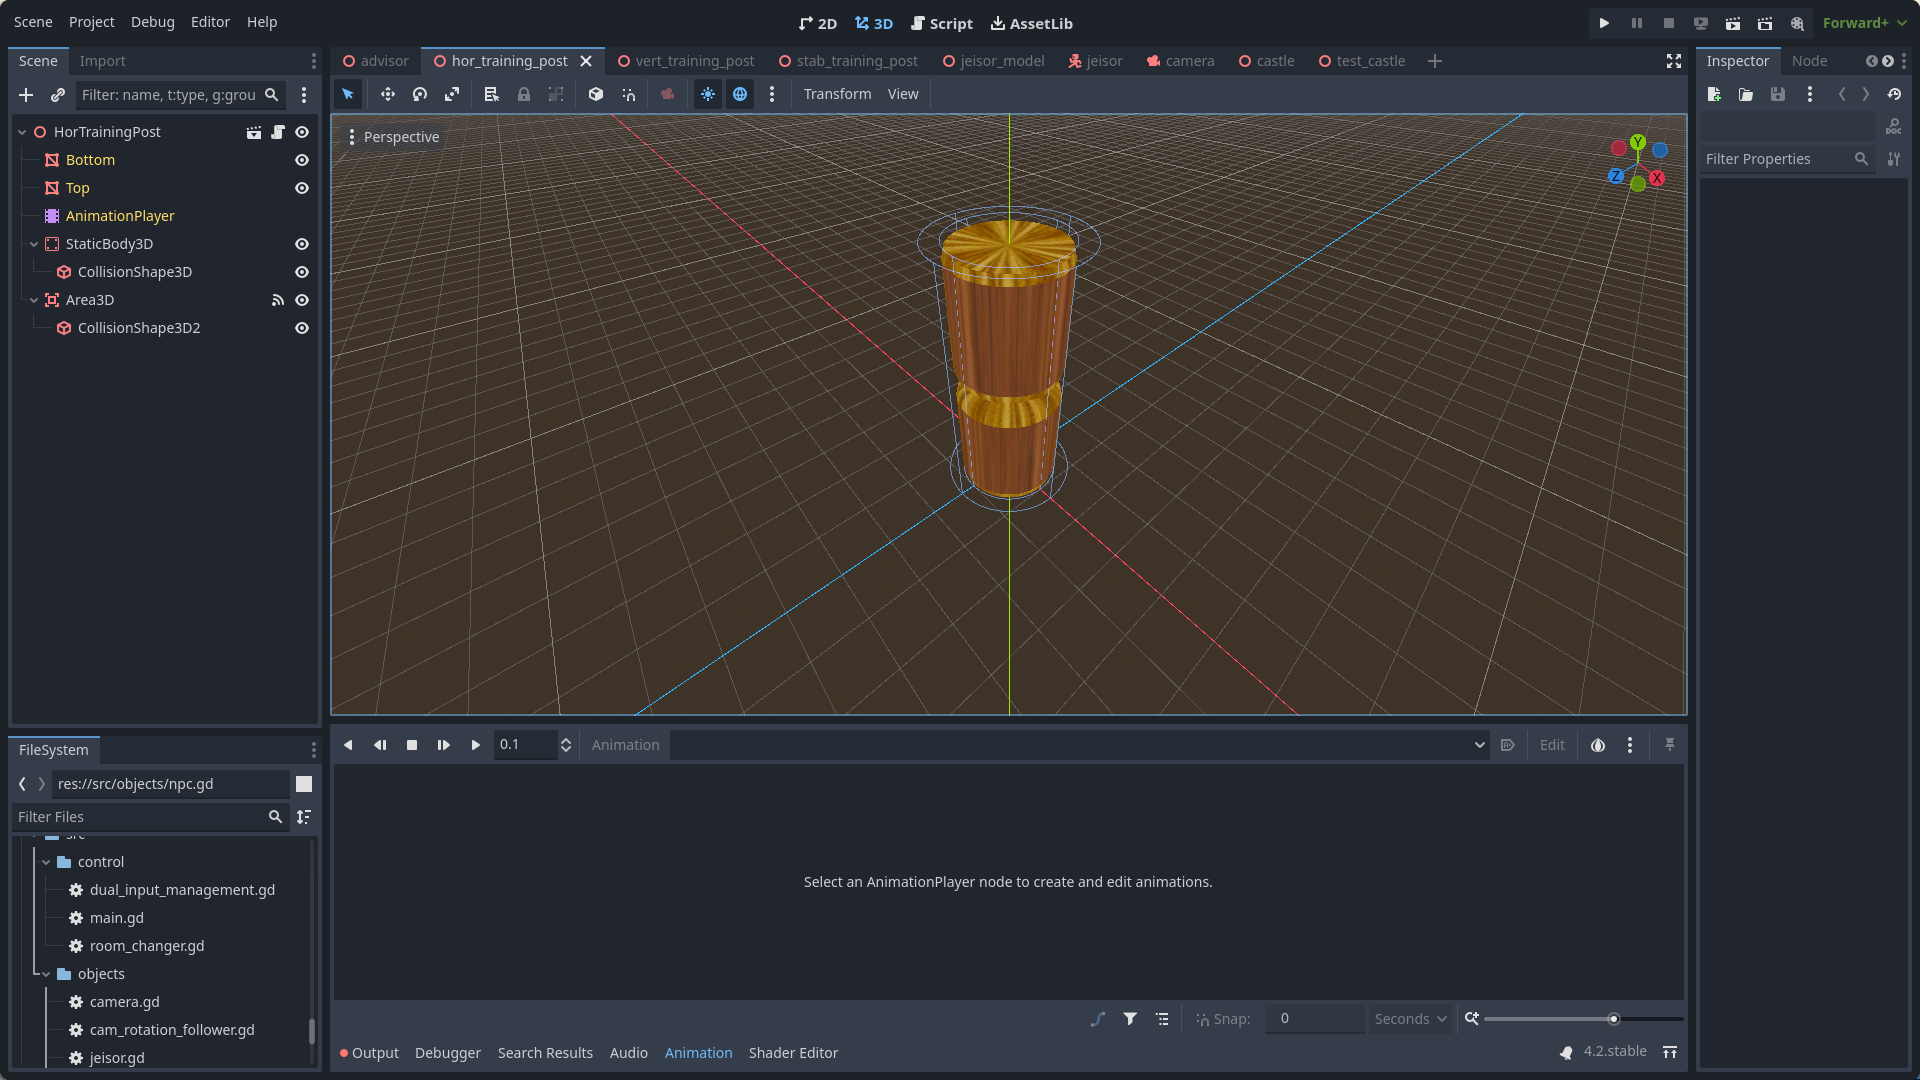 Scene Project Debug Editor Help
2D 3D Script AssetLib
Forward+
Scene Import
Filter: name, t:type, g:grou
HorTrainingPost
Bottom
Top
AnimationPlayer
StaticBody3D
CollisionShape3D
Area3D
CollisionShape3D2
FileSystem
res://src/objects/npc.gd
Filter Files
src
control
dual_input_management.gd
main.gd
room_changer.gd
objects
camera.gd
cam_rotation_follower.gd
jeisor.gd
advisor hor_training_post vert_training_post stab_training_post jeisor_model jeisor camera castle test_castle
Transform View
Perspective
Y
Z X
0.1 Animation Edit
Select an AnimationPlayer node to create and edit animations.
Snap: 0 Seconds
Output Debugger Search Results Audio Animation Shader Editor
4.2.stable
Inspector Node
DOC
Filter Properties